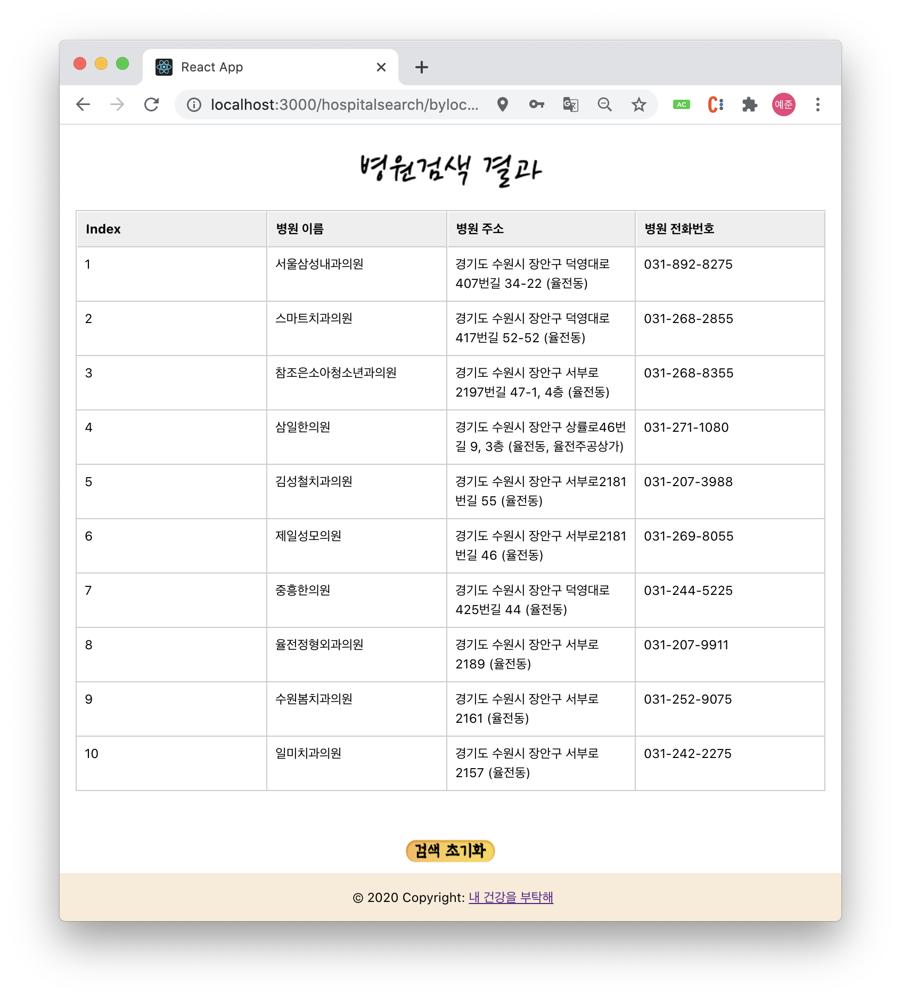 React App
localhost:3000/hospitalsearch/byloc...
AC
예준
병원검색 결과
Index 병원 이름 병원 주소 병원 전화번호
1 서울삼성내과의원 경기도 수원시 장안구 덕영대로 031-892-8275
407번길 34-22 (율전동)
2 스마트치과의원 경기도 수원시 장안구 덕영대로 031-268-2855
417번길 52-52 (율전동)
3 참조은소아청소년과의원 경기도 수원시 장안구 서부로 031-268-8355
2197번길 47-1, 4층 (율전동)
4 삼일한의원 경기도 수원시 장안구 상률로46번 031-271-1080
길 9, 3층 (율전동, 율전주공상가)
5 김성철치과의원 경기도 수원시 장안구 서부로2181 031-207-3988
번길 55 (율전동)
6 제일성모의원 경기도 수원시 장안구 서부로2181 031-269-8055
번길 46 (율전동)
7 중흥한의원 경기도 수원시 장안구 덕영대로 031-244-5225
425번길 44 (율전동)
8 율전정형외과의원 경기도 수원시 장안구 서부로 031-207-9911
2189 (율전동)
9 수원봄치과의원 경기도 수원시 장안구 서부로 031-252-9075
2161 (율전동)
10 일미치과의원 경기도 수원시 장안구 서부로 031-242-2275
2157 (율전동)
검색 초기화
© 2020 Copyright: 내 건강을 부탁해